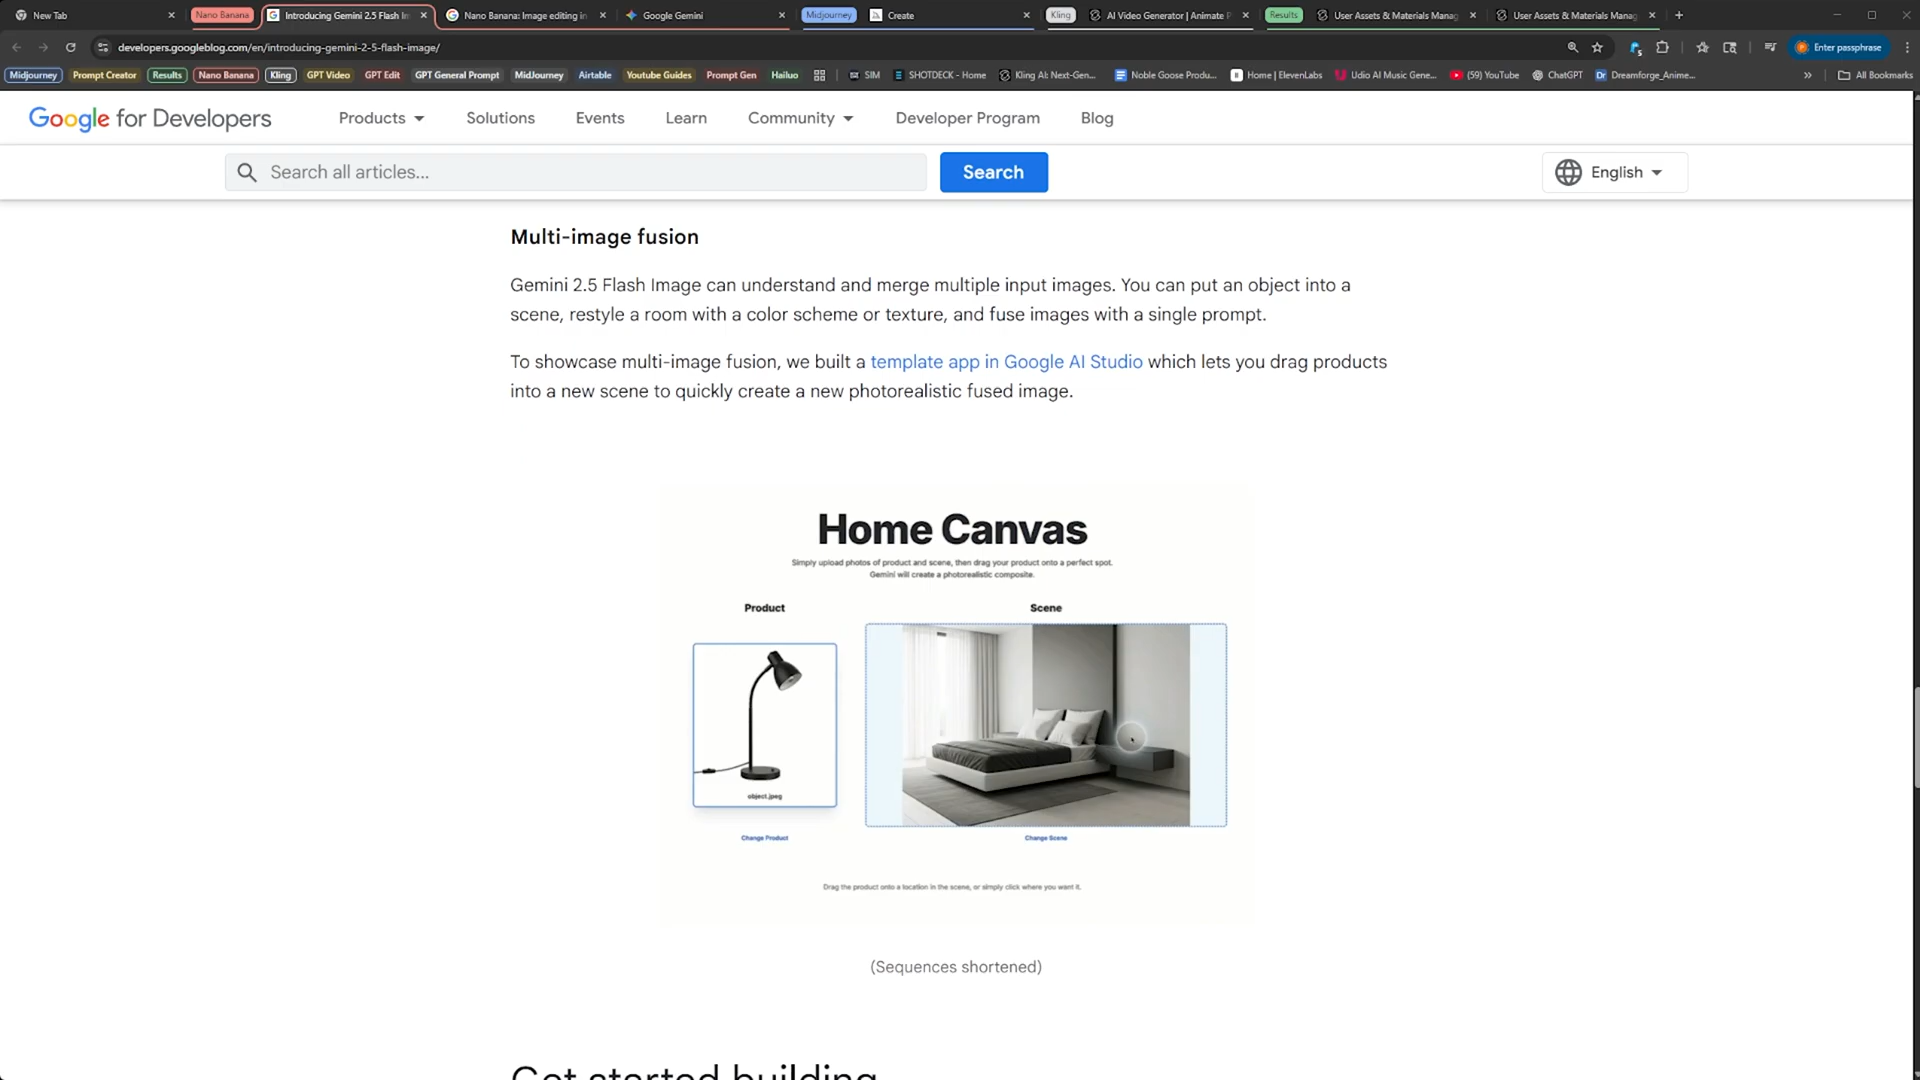 New Tab
Nano Banana
Introducing Gemini 2.5 Flash In
Nano Banana: Image editing in
Google Gemini
Midjourney
Create
Kling
AI Video Generator | Animate P
Results
User Assets & Materials Manag
User Assets & Materials Manag
developers.googleblog.com/en/introducing-gemini-2-5-flash-image/
Enter passphrase
Midjourney
Prompt Creator
Results
Nano Banana
Kling
GPT Video
GPT Edit
GPT General Prompt
MidJourney
Airtable
Youtube Guides
Prompt Gen
Hailuo
SIM
SHOTDECK - Home
Kling AI: Next-Gen...
Noble Goose Produ...
Home | ElevenLabs
Udio AI Music Gene...
(59) YouTube
ChatGPT
Dr
Dreamforge_Anime...
»
All Bookmarks
Google for Developers
Products
Solutions
Events
Learn
Community
Developer Program
Blog
Search all articles...
Search
English
Multi-image fusion
Gemini 2.5 Flash Image can understand and merge multiple input images. You can put an object into a
scene, restyle a room with a color scheme or texture, and fuse images with a single prompt.
To showcase multi-image fusion, we built a template app in Google AI Studio which lets you drag products
into a new scene to quickly create a new photorealistic fused image.
Home Canvas
Simply upload photos of product and scene, then drag your product onto a perfect spot.
Gemini will create a photorealistic composite.
Product
Scene
object.jpeg
Change Product
Change Scene
Drag the product onto a location in the scene, or simply click where you want it.
(Sequences shortened)
Get started building